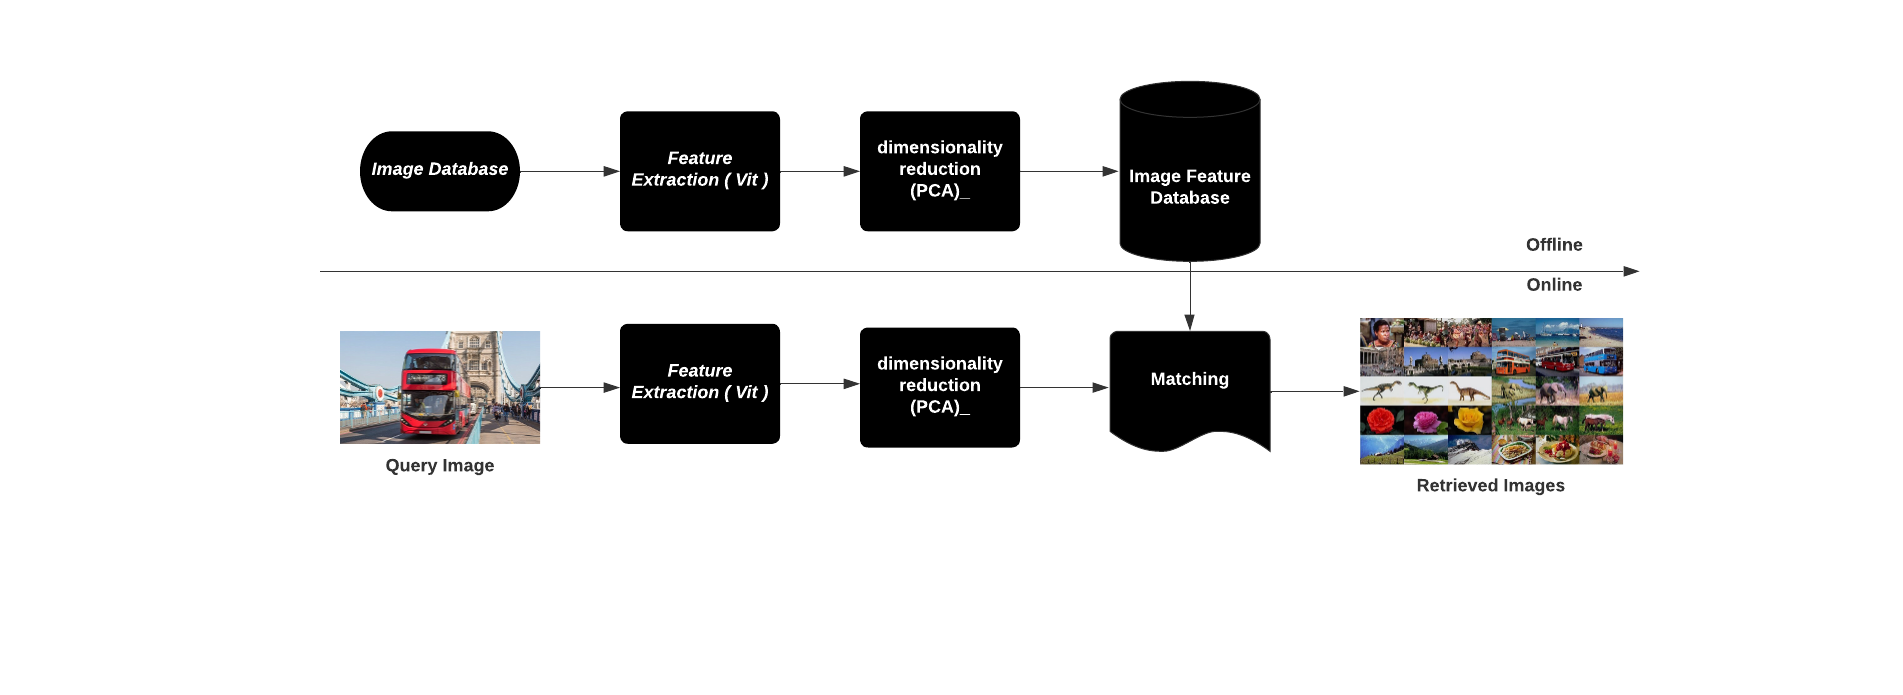 Image Database
Feature
Extraction ( Vit )
dimensionality
reduction
(PCA)_
Image Feature
Database
Offline
Online
Query Image
Feature
Extraction ( Vit )
dimensionality
reduction
(PCA)_
Matching
Retrieved Images